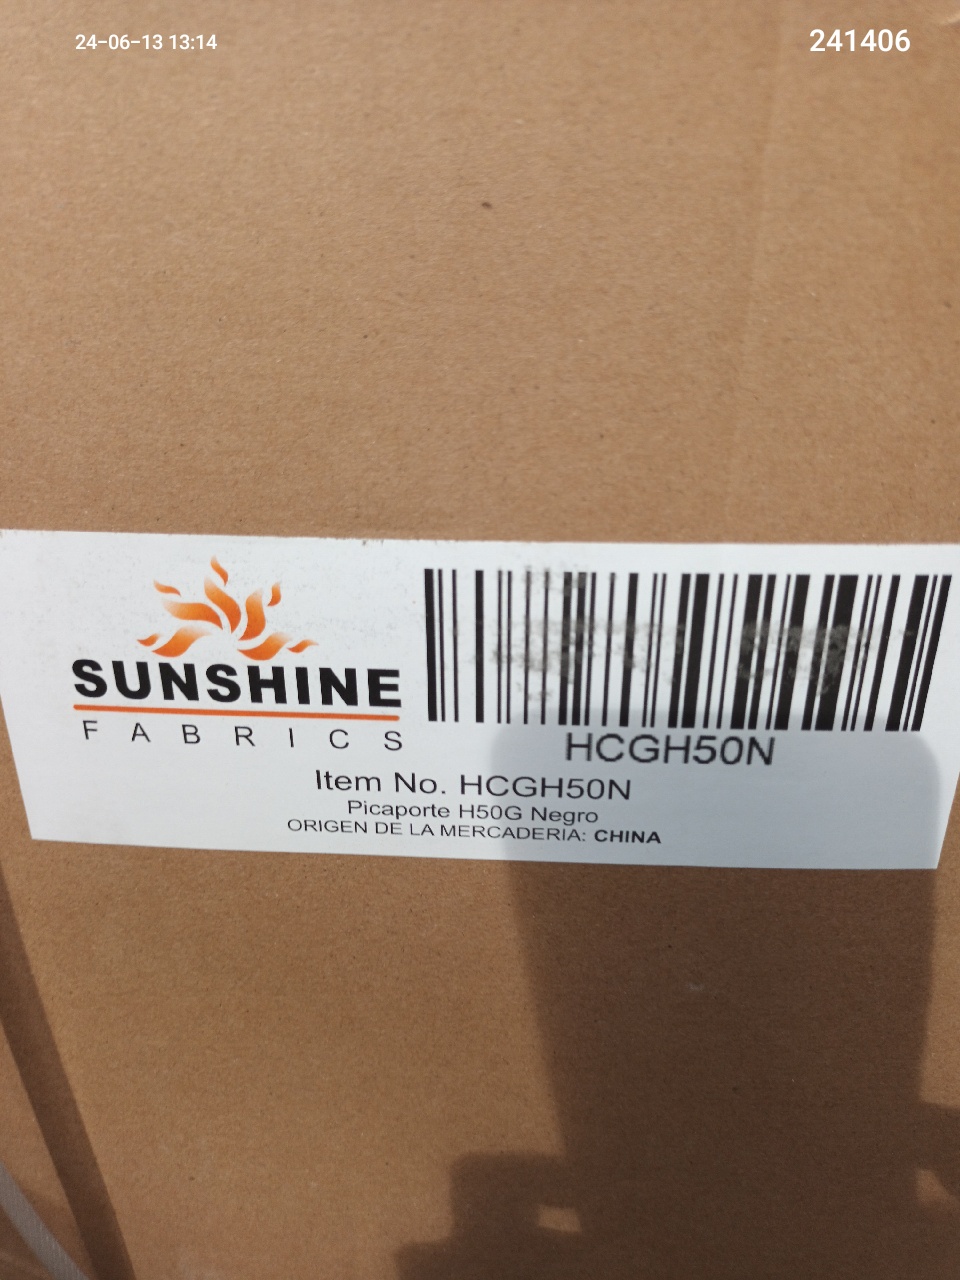 24-06-13 13:14
241406
SUNSHINE
FABRICS
HCGH50N
Item No. HCGH50N
Picaporte H50G Negro
ORIGEN DE LA MERCADERIA: CHINA